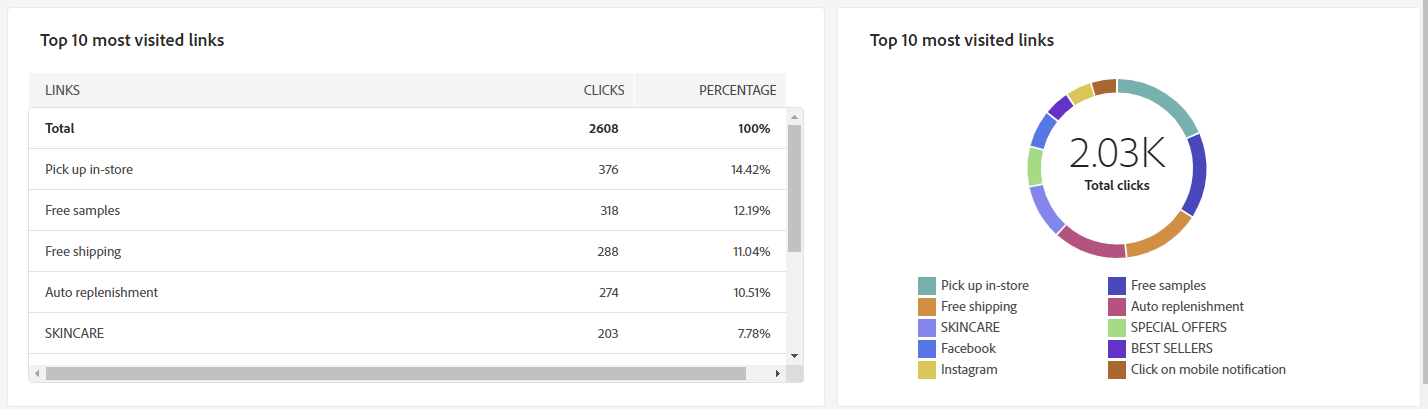 Top 10 most visited links
LINKS CLICKS PERCENTAGE
Total 2608 100%
Pick up in-store 376 14.42%
Free samples 318 12.19%
Free shipping 288 11.04%
Auto replenishment 274 10.51%
SKINCARE 203 7.78%
Top 10 most visited links
2.03K
Total clicks
Pick up in-store Free samples
Free shipping Auto replenishment
SKINCARE SPECIAL OFFERS
Facebook BEST SELLERS
Instagram Click on mobile notification